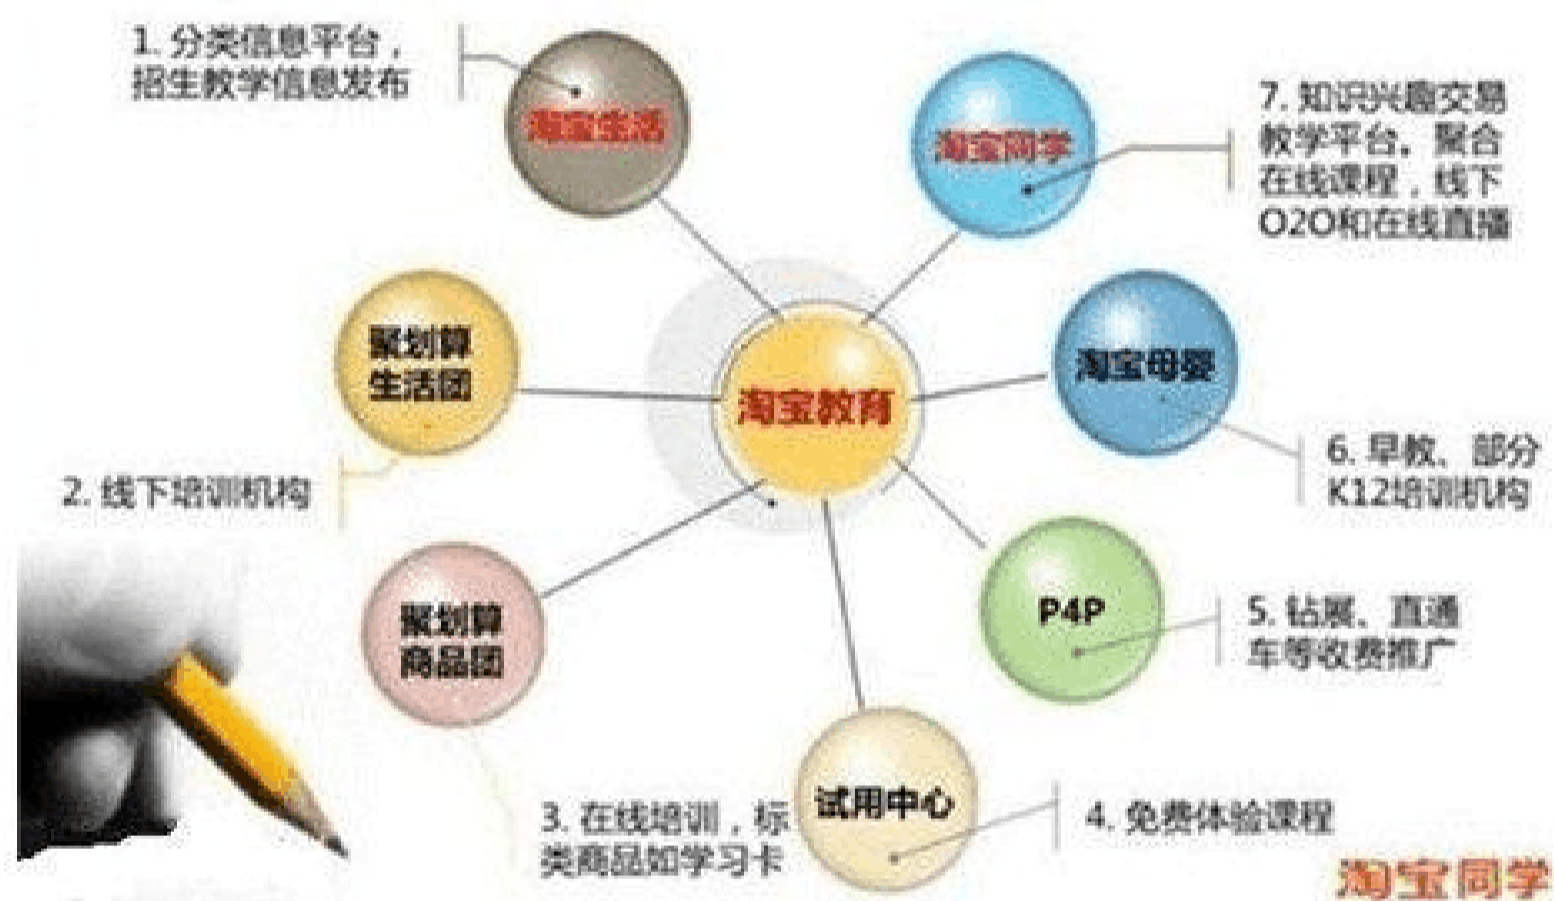 1. 分类信息平台，
招生教学信息发布
淘宝生活
淘宝同学
7. 知识兴趣交易
教学平台。聚合
在线课程，线下
O2O和在线直播
聚划算
生活团
2. 线下培训机构
淘宝教育
淘宝母婴
6. 早教、部分
K12培训机构
聚划算
商品团
3. 在线培训，标
类商品如学习卡
试用中心
4. 免费体验课程
P4P
5. 钻展、直通
车等收费推广
淘宝同学